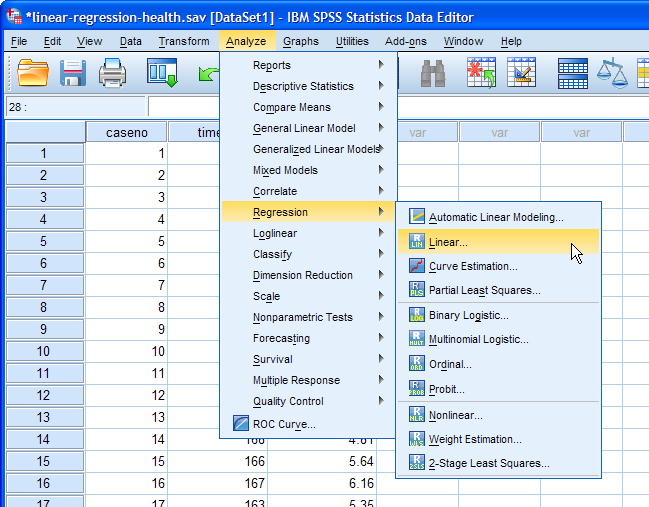 *linear-regression-health.sav [DataSet1] - IBM SPSS Statistics Data Editor
File Edit View Data Transform Analyze Graphs Utilities Add-ons Window Help
28 :
caseno time var var var
Reports
Descriptive Statistics
Compare Means
General Linear Model
Generalized Linear Models
Mixed Models
Correlate
Regression
Loglinear
Classify
Dimension Reduction
Scale
Nonparametric Tests
Forecasting
Survival
Multiple Response
Quality Control
ROC Curve...
Automatic Linear Modeling...
Linear...
Curve Estimation...
Partial Least Squares...
Binary Logistic...
Multinomial Logistic...
Ordinal...
Probit...
Nonlinear...
Weight Estimation...
2-Stage Least Squares...
1 1
2 2
3 3
4 4
5 5
6 6
7 7
8 8
9 9
10 10
11 11
12 12
13 13
14 14 166 4.61
15 15 166 5.64
16 16 167 6.16
17 17 163 5.35